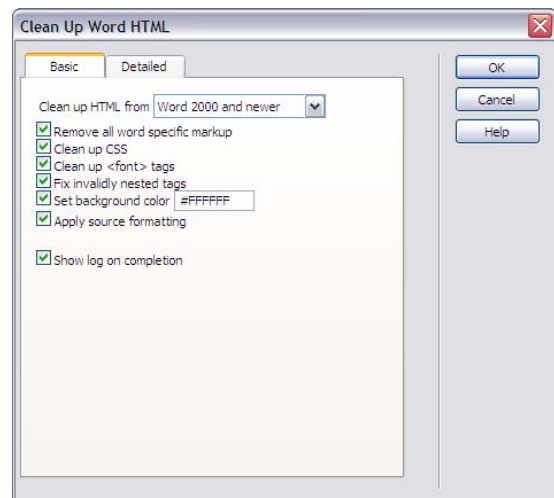 Clean Up Word HTML
Basic Detailed
OK
Cancel
Help
Clean up HTML from Word 2000 and newer
Remove all word specific markup
Clean up CSS
Clean up <font> tags
Fix invalidly nested tags
Set background color #FFFFFF
Apply source formatting
Show log on completion